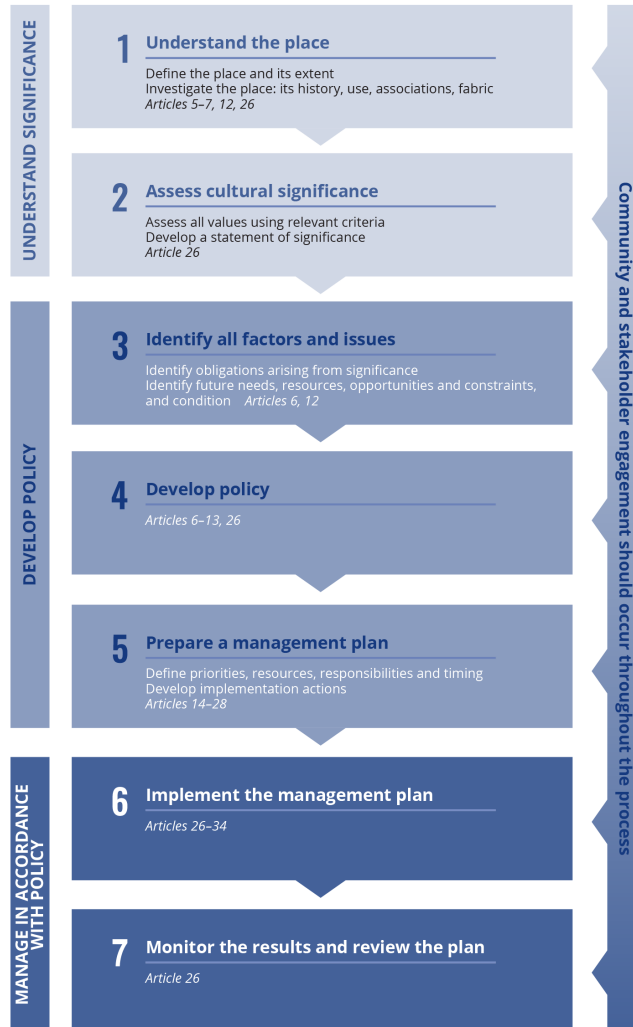 UNDERSTAND SIGNIFICANCE
1
Understand the place
Define the place and its extent
Investigate the place: its history, use, associations, fabric
Articles 5–7, 12, 26
2
Assess cultural significance
Assess all values using relevant criteria
Develop a statement of significance
Article 26
DEVELOP POLICY
3
Identify all factors and issues
Identify obligations arising from significance
Identify future needs, resources, opportunities and constraints,
and condition Articles 6, 12
4
Develop policy
Articles 6–13, 26
5
Prepare a management plan
Define priorities, resources, responsibilities and timing
Develop implementation actions
Articles 14–28
MANAGE IN ACCORDANCE
WITH POLICY
6
Implement the management plan
Articles 26–34
7
Monitor the results and review the plan
Article 26
Community and stakeholder engagement should occur throughout the process